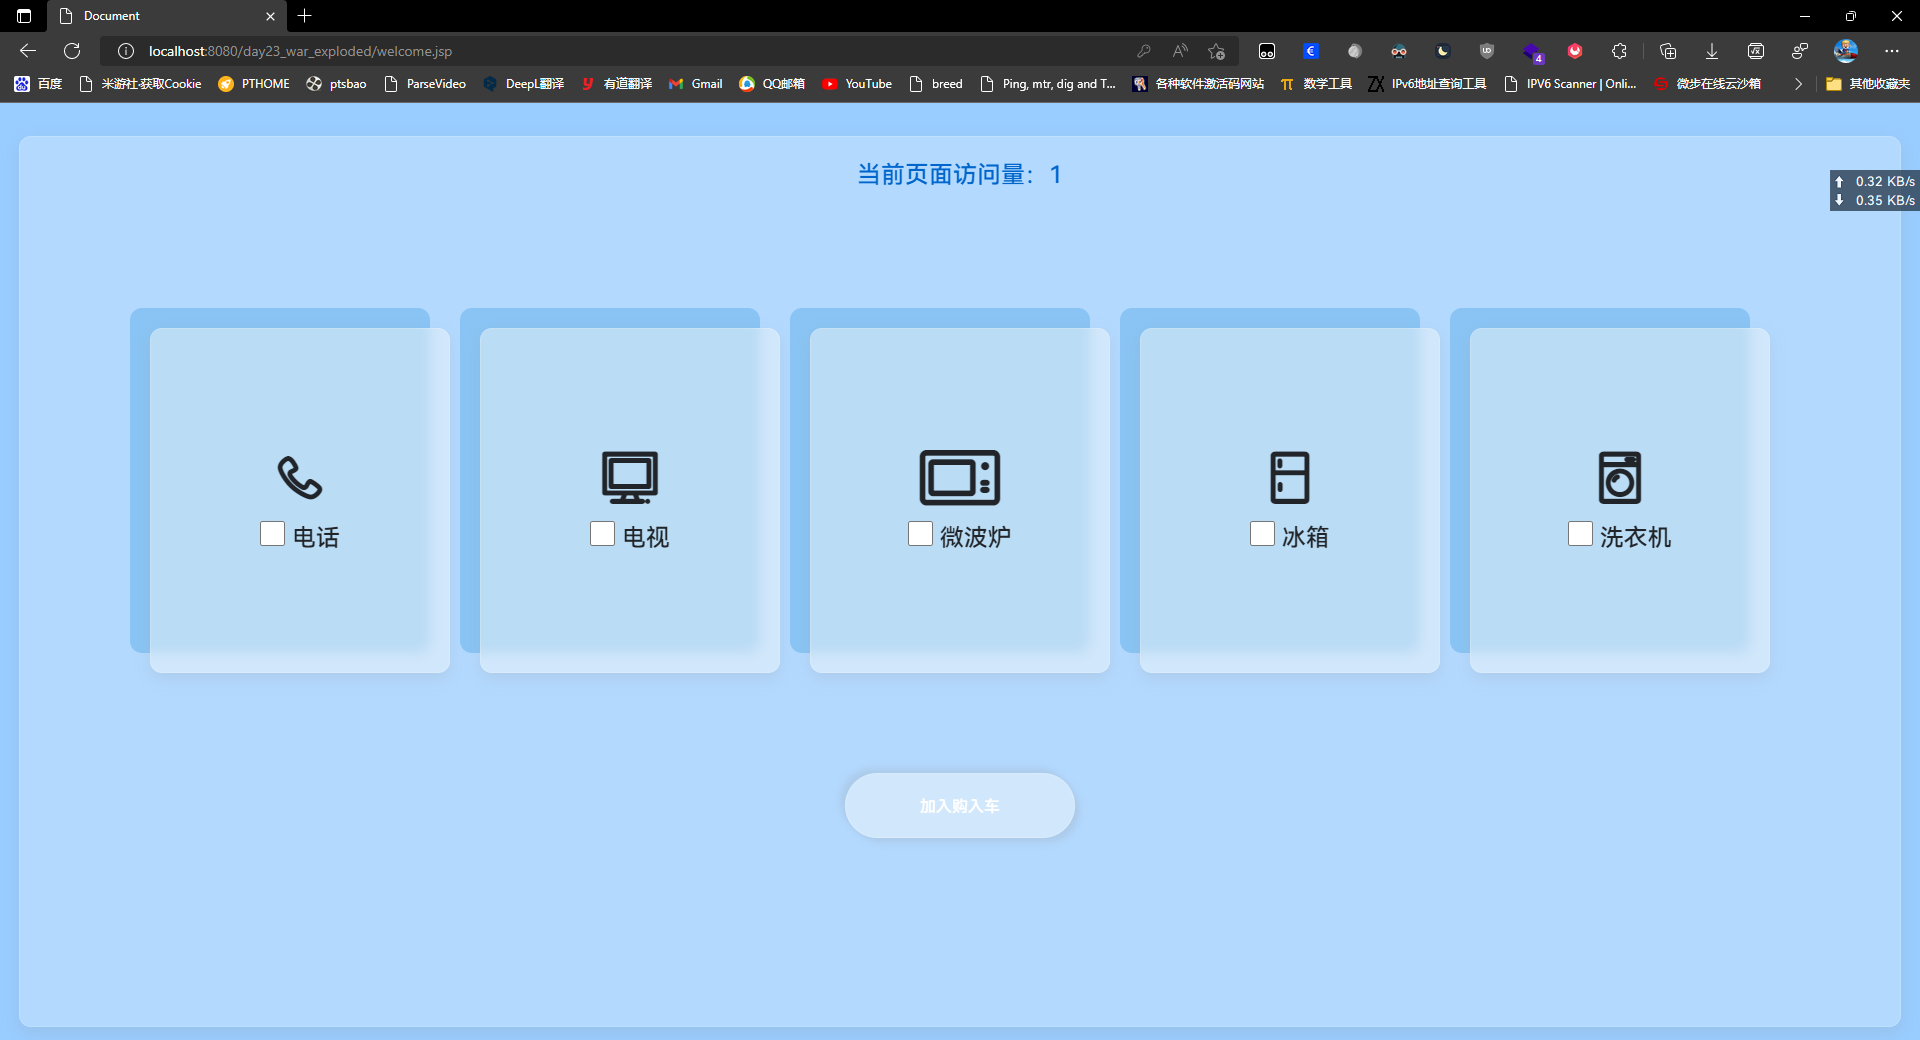 Document
localhost:8080/day23_war_exploded/welcome.jsp
4
百度 米游社·获取Cookie PTHOME ptsbao ParseVideo DeepL翻译 有道翻译 Gmail QQ邮箱 YouTube breed Ping, mtr, dig and T... 各种软件激活码网站 数学工具 IPv6地址查询工具 IPV6 Scanner | Onli... 微步在线云沙箱 其他收藏夹
当前页面访问量：1
0.32 KB/s
0.35 KB/s
电话 电视 微波炉 冰箱 洗衣机
加入购入车